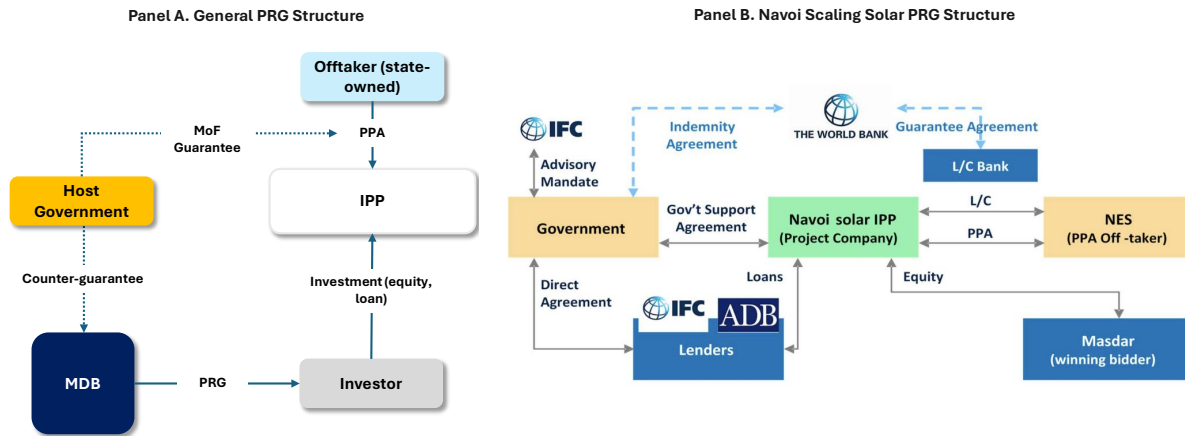 Panel A. General PRG Structure
Offtaker (state-
owned)
MoF
Guarantee
PPA
Host
Government
IPP
Counter-guarantee
Investment (equity,
loan)
MDB
PRG
Investor
Panel B. Navoi Scaling Solar PRG Structure
IFC
Indemnity
Agreement
THE WORLD BANK
Guarantee Agreement
Advisory
Mandate
L/C Bank
Government
Gov't Support
Agreement
Navoi solar IPP
(Project Company)
L/C
PPA
NES
(PPA Off -taker)
Direct
Agreement
Loans
Equity
IFC
ADB
Lenders
Masdar
(winning bidder)